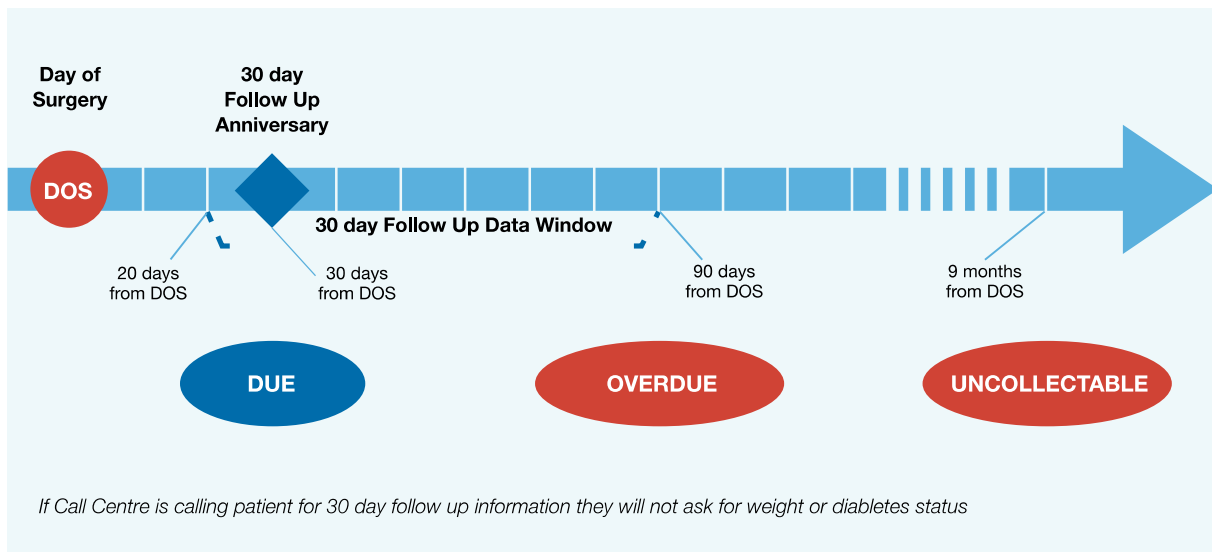 Day of
Surgery
30 day
Follow Up
Anniversary
DOS
30 day Follow Up Data Window
20 days
from DOS
30 days
from DOS
90 days
from DOS
9 months
from DOS
DUE
OVERDUE
UNCOLLECTABLE
If Call Centre is calling patient for 30 day follow up information they will not ask for weight or diabletes status